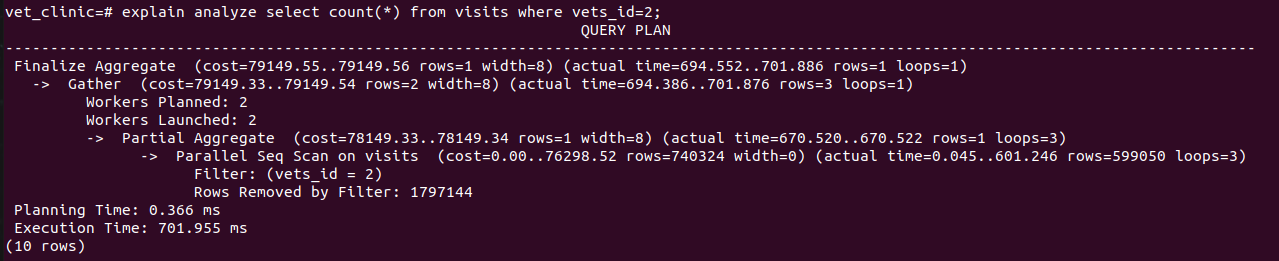 vet_clinic=# explain analyze select count(*) from visits where vets_id=2;
QUERY PLAN
-------------------------------------------------------------------------------------------------------------------------------------------
Finalize Aggregate  (cost=79149.55..79149.56 rows=1 width=8) (actual time=694.552..701.886 rows=1 loops=1)
  ->  Gather  (cost=79149.33..79149.54 rows=2 width=8) (actual time=694.386..701.876 rows=3 loops=1)
        Workers Planned: 2
        Workers Launched: 2
        ->  Partial Aggregate  (cost=78149.33..78149.34 rows=1 width=8) (actual time=670.520..670.522 rows=1 loops=3)
              ->  Parallel Seq Scan on visits  (cost=0.00..76298.52 rows=740324 width=0) (actual time=0.045..601.246 rows=599050 loops=3)
                    Filter: (vets_id = 2)
                    Rows Removed by Filter: 1797144
Planning Time: 0.366 ms
Execution Time: 701.955 ms
(10 rows)